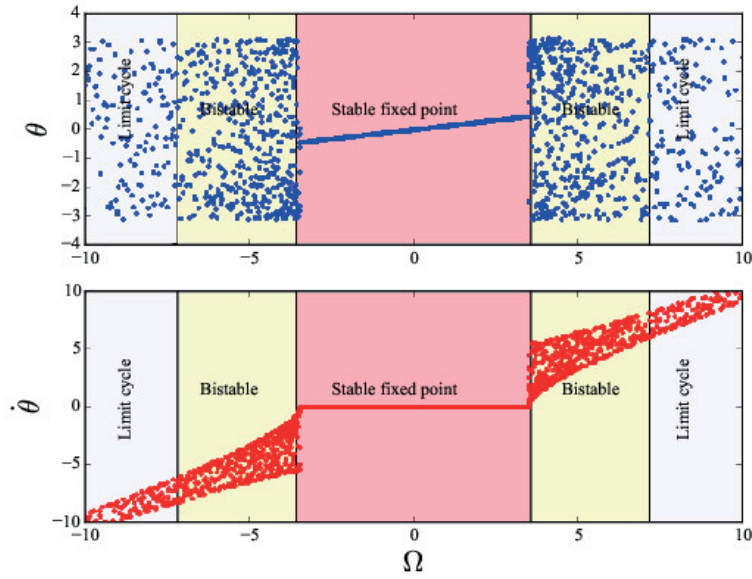 4
3
2
1
0
−1
−2
−3
−4
θ
Limit cycle
Bistable
Stable fixed point
Bistable
Limit cycle
−10 −5 0 5 10
10
5
0
−5
−10
θ̇
Limit cycle
Bistable
Stable fixed point
Bistable
Limit cycle
−10 −5 0 5 10
Ω